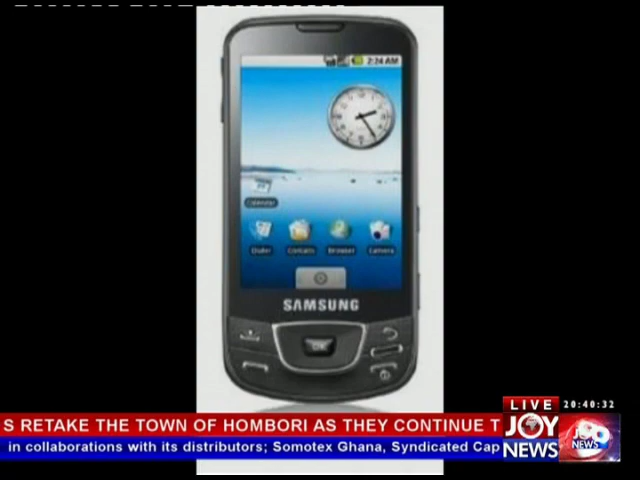 2:24 AM
Calendar
Dialer Contacts Browser Camera
SAMSUNG
OK
LIVE 20:40:32
S RETAKE THE TOWN OF HOMBORI AS THEY CONTINUE T
in collaborations with its distributors; Somotex Ghana, Syndicated Cap
JOY
NEWS
JOY
NEWS